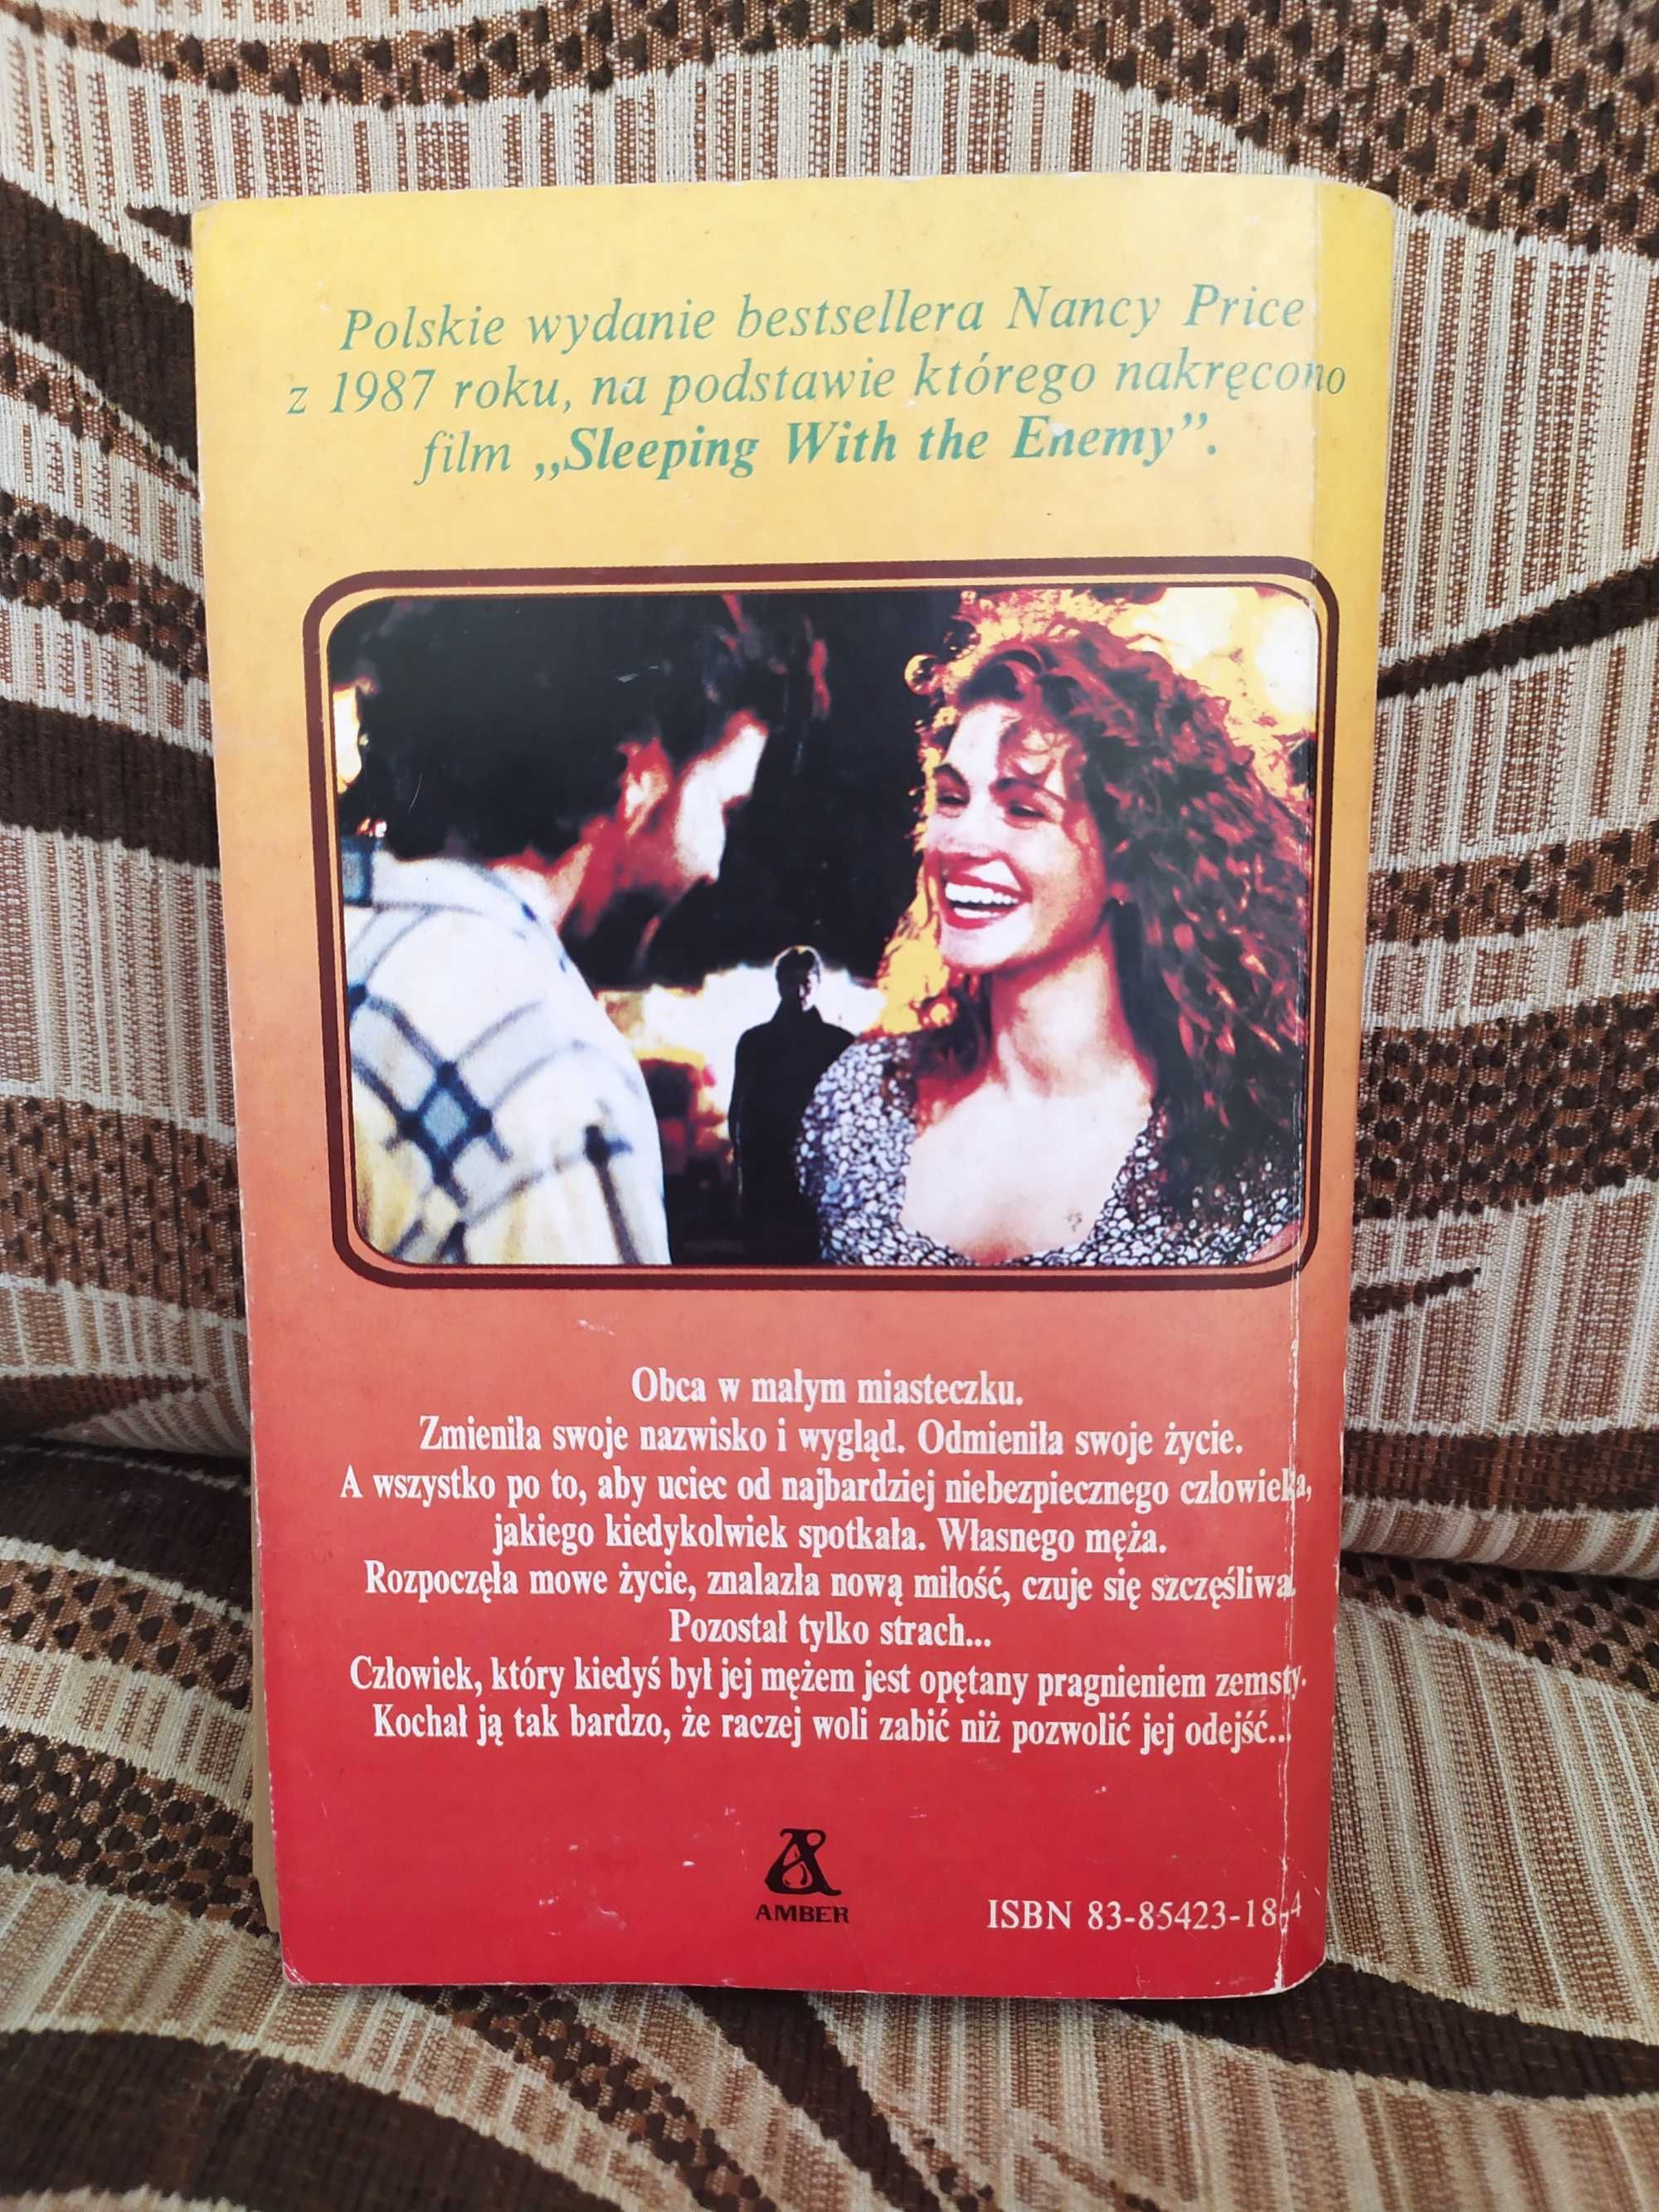 Polskie wydanie bestsellera Nancy Price
z 1987 roku, na podstawie którego nakręcono
film „Sleeping With the Enemy”.
Obca w małym miasteczku.
Zmieniła swoje nazwisko i wygląd. Odmieniła swoje życie.
A wszystko po to, aby uciec od najbardziej niebezpiecznego człowieka,
jakiego kiedykolwiek spotkała. Własnego męża.
Rozpoczęła mowe życie, znalazła nową miłość, czuje się szczęśliwa.
Pozostał tylko strach...
Człowiek, który kiedyś był jej mężem jest opętany pragnieniem zemsty.
Kochał ją tak bardzo, że raczej woli zabić niż pozwolić jej odejść...
AMBER
ISBN 83-85423-18-4